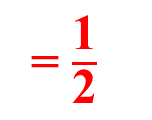 = 1/2